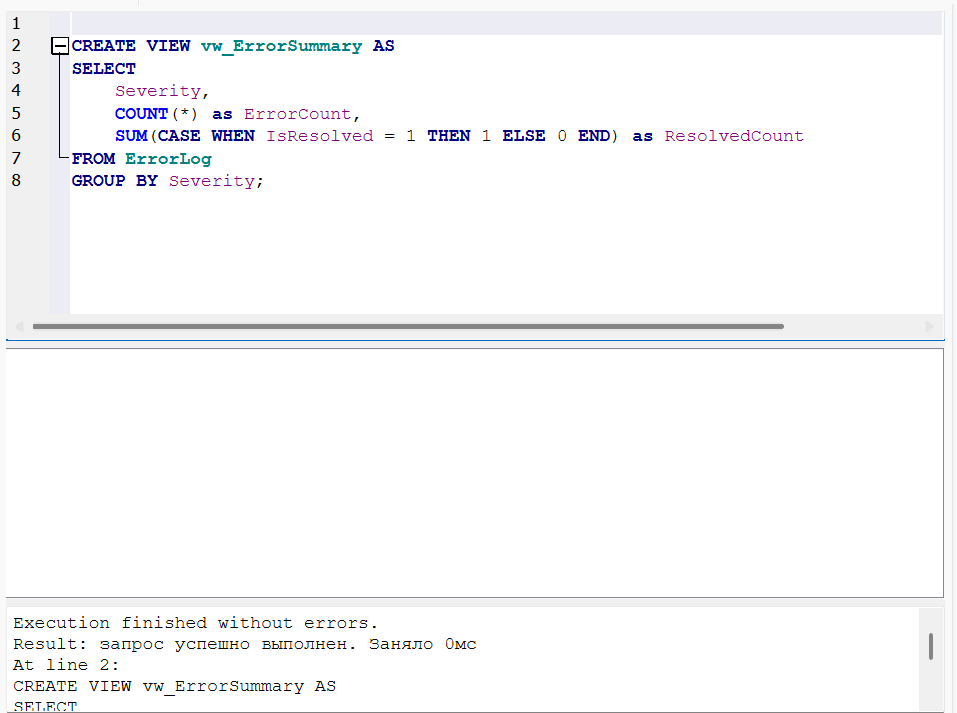 1
2 CREATE VIEW vw_ErrorSummary AS
3 SELECT
4 Severity,
5 COUNT(*) as ErrorCount,
6 SUM(CASE WHEN IsResolved = 1 THEN 1 ELSE 0 END) as ResolvedCount
7 FROM ErrorLog
8 GROUP BY Severity;
Execution finished without errors.
Result: запрос успешно выполнен. Заняло 0мс
At line 2:
CREATE VIEW vw_ErrorSummary AS
SELECT